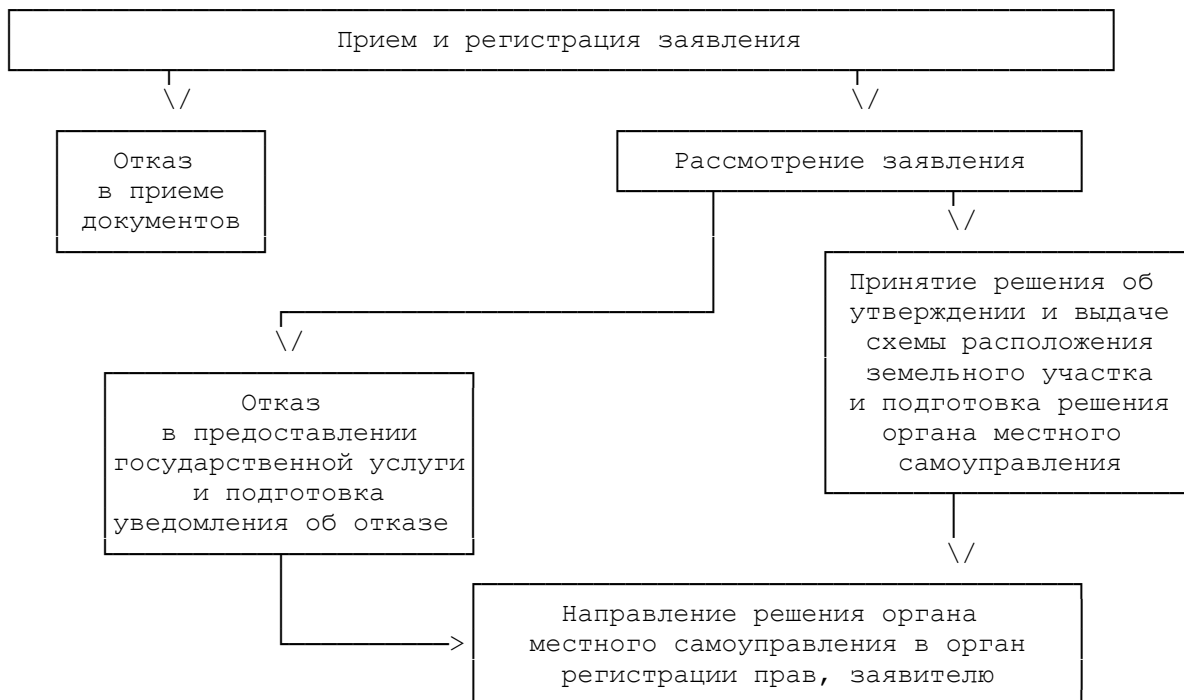 Прием и регистрация заявления
Отказ
в приеме
документов
Рассмотрение заявления
Принятие решения об
утверждении и выдаче
схемы расположения
земельного участка
и подготовка решения
органа местного
самоуправления
Отказ
в предоставлении
государственной услуги
и подготовка
уведомления об отказе
Направление решения органа
местного самоуправления в орган
регистрации прав, заявителю